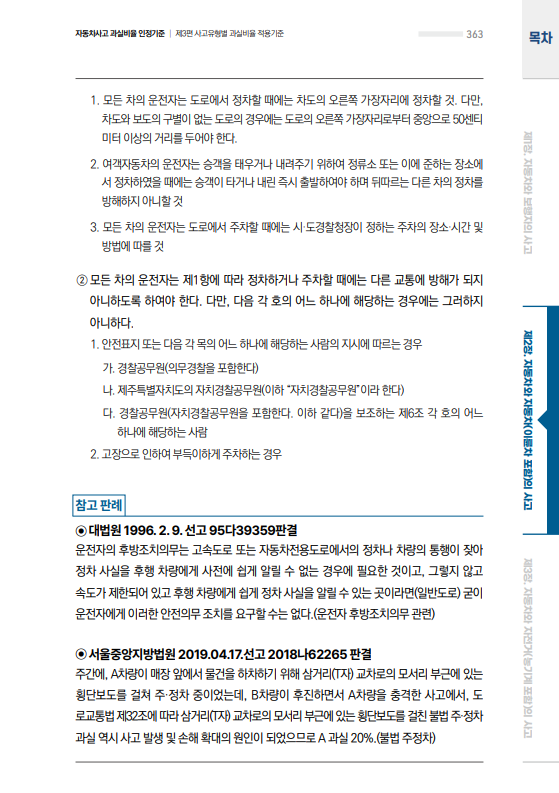 자동차사고 과실비율 인정기준 | 제3편 사고유형별 과실비율 적용기준
363
목차
1. 모든 차의 운전자는 도로에서 정차할 때에는 차도의 오른쪽 가장자리에 정차할 것. 다만,
차도와 보도의 구별이 없는 도로의 경우에는 도로의 오른쪽 가장자리로부터 중앙으로 50센티
미터 이상의 거리를 두어야 한다.
2. 여객자동차의 운전자는 승객을 태우거나 내려주기 위하여 정류소 또는 이에 준하는 장소에
서 정차하였을 때에는 승객이 타거나 내린 즉시 출발하여야 하며 뒤따르는 다른 차의 정차를
방해하지 아니할 것
3. 모든 차의 운전자는 도로에서 주차할 때에는 시·도경찰청장이 정하는 주차의 장소·시간 및
방법에 따를 것
② 모든 차의 운전자는 제1항에 따라 정차하거나 주차할 때에는 다른 교통에 방해가 되지
아니하도록 하여야 한다. 다만, 다음 각 호의 어느 하나에 해당하는 경우에는 그러하지
아니하다.
1. 안전표지 또는 다음 각 목의 어느 하나에 해당하는 사람의 지시에 따르는 경우
가. 경찰공무원(의무경찰을 포함한다)
나. 제주특별자치도의 자치경찰공무원(이하 "자치경찰공무원"이라 한다)
다. 경찰공무원(자치경찰공무원을 포함한다. 이하 같다)을 보조하는 제6조 각 호의 어느
하나에 해당하는 사람
2. 고장으로 인하여 부득이하게 주차하는 경우
참고 판례
◉ 대법원 1996. 2. 9. 선고 95다39359판결
운전자의 후방조치의무는 고속도로 또는 자동차전용도로에서의 정차나 차량의 통행이 잦아
정차 사실을 후행 차량에게 사전에 쉽게 알릴 수 없는 경우에 필요한 것이고, 그렇지 않고
속도가 제한되어 있고 후행 차량에게 쉽게 정차 사실을 알릴 수 있는 곳이라면(일반도로) 굳이
운전자에게 이러한 안전의무 조치를 요구할 수는 없다.(운전자 후방조치의무 관련)
◉ 서울중앙지방법원 2019.04.17.선고 2018나62265 판결
주간에, A차량이 매장 앞에서 물건을 하차하기 위해 삼거리(T자) 교차로의 모서리 부근에 있는
횡단보도를 걸쳐 주·정차 중이었는데, B차량이 후진하면서 A차량을 충격한 사고에서, 도
로교통법 제32조에 따라 삼거리(T자) 교차로의 모서리 부근에 있는 횡단보도를 걸친 불법 주·정차
과실 역시 사고 발생 및 손해 확대의 원인이 되었으므로 A 과실 20%.(불법 주정차)
제1장. 자동차와 보행자의 사고
제2장. 자동차와 자동차(이륜차 포함)의 사고
제3장. 자동차와 자전거(농기계 포함)의 사고